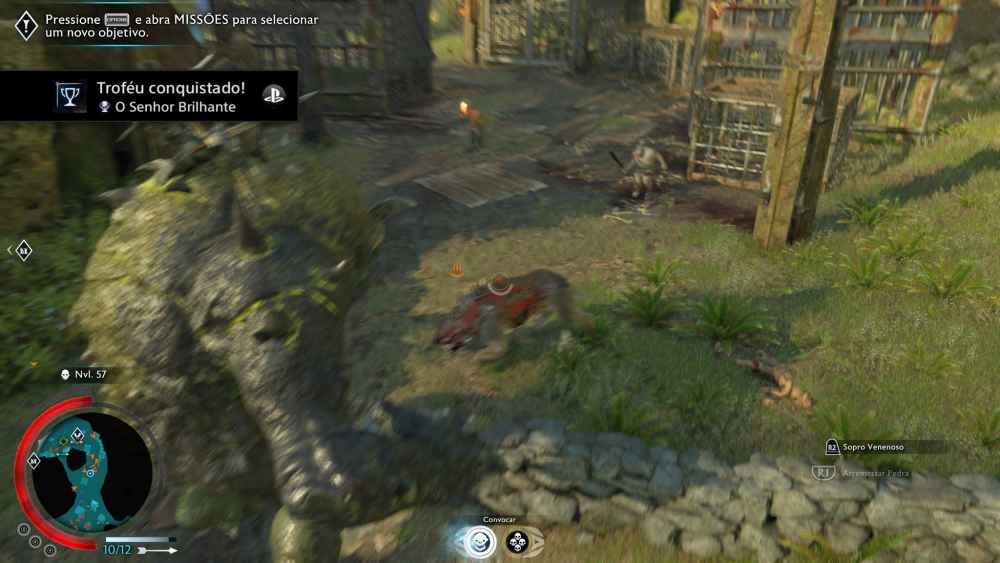 Pressione OPTIONS e abra MISSÕES para selecionar
um novo objetivo.
Troféu conquistado!
O Senhor Brilhante
Nvl. 57
R2 Sopro Venenoso
R1 Arremessar Pedra
Convocar
10/12